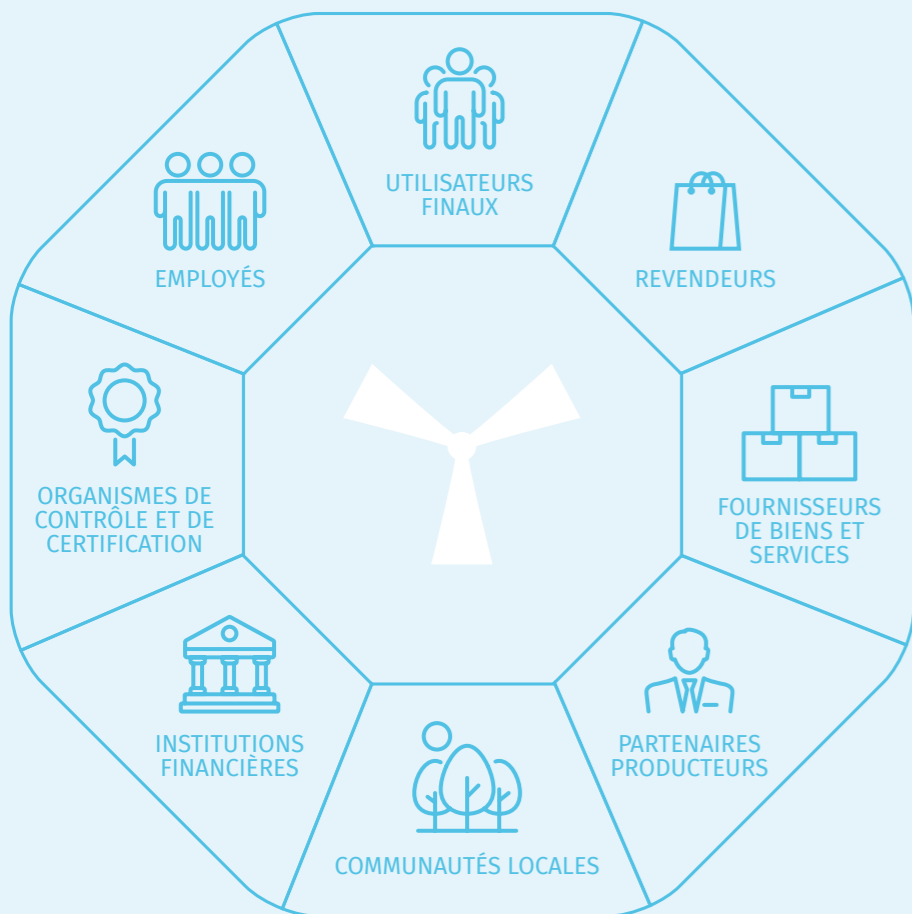 UTILISATEURS
FINAUX
REVENDEURS
FOURNISSEURS
DE BIENS ET
SERVICES
PARTENAIRES
PRODUCTEURS
COMMUNAUTÉS LOCALES
INSTITUTIONS
FINANCIÈRES
ORGANISMES DE
CONTRÔLE ET DE
CERTIFICATION
EMPLOYÉS